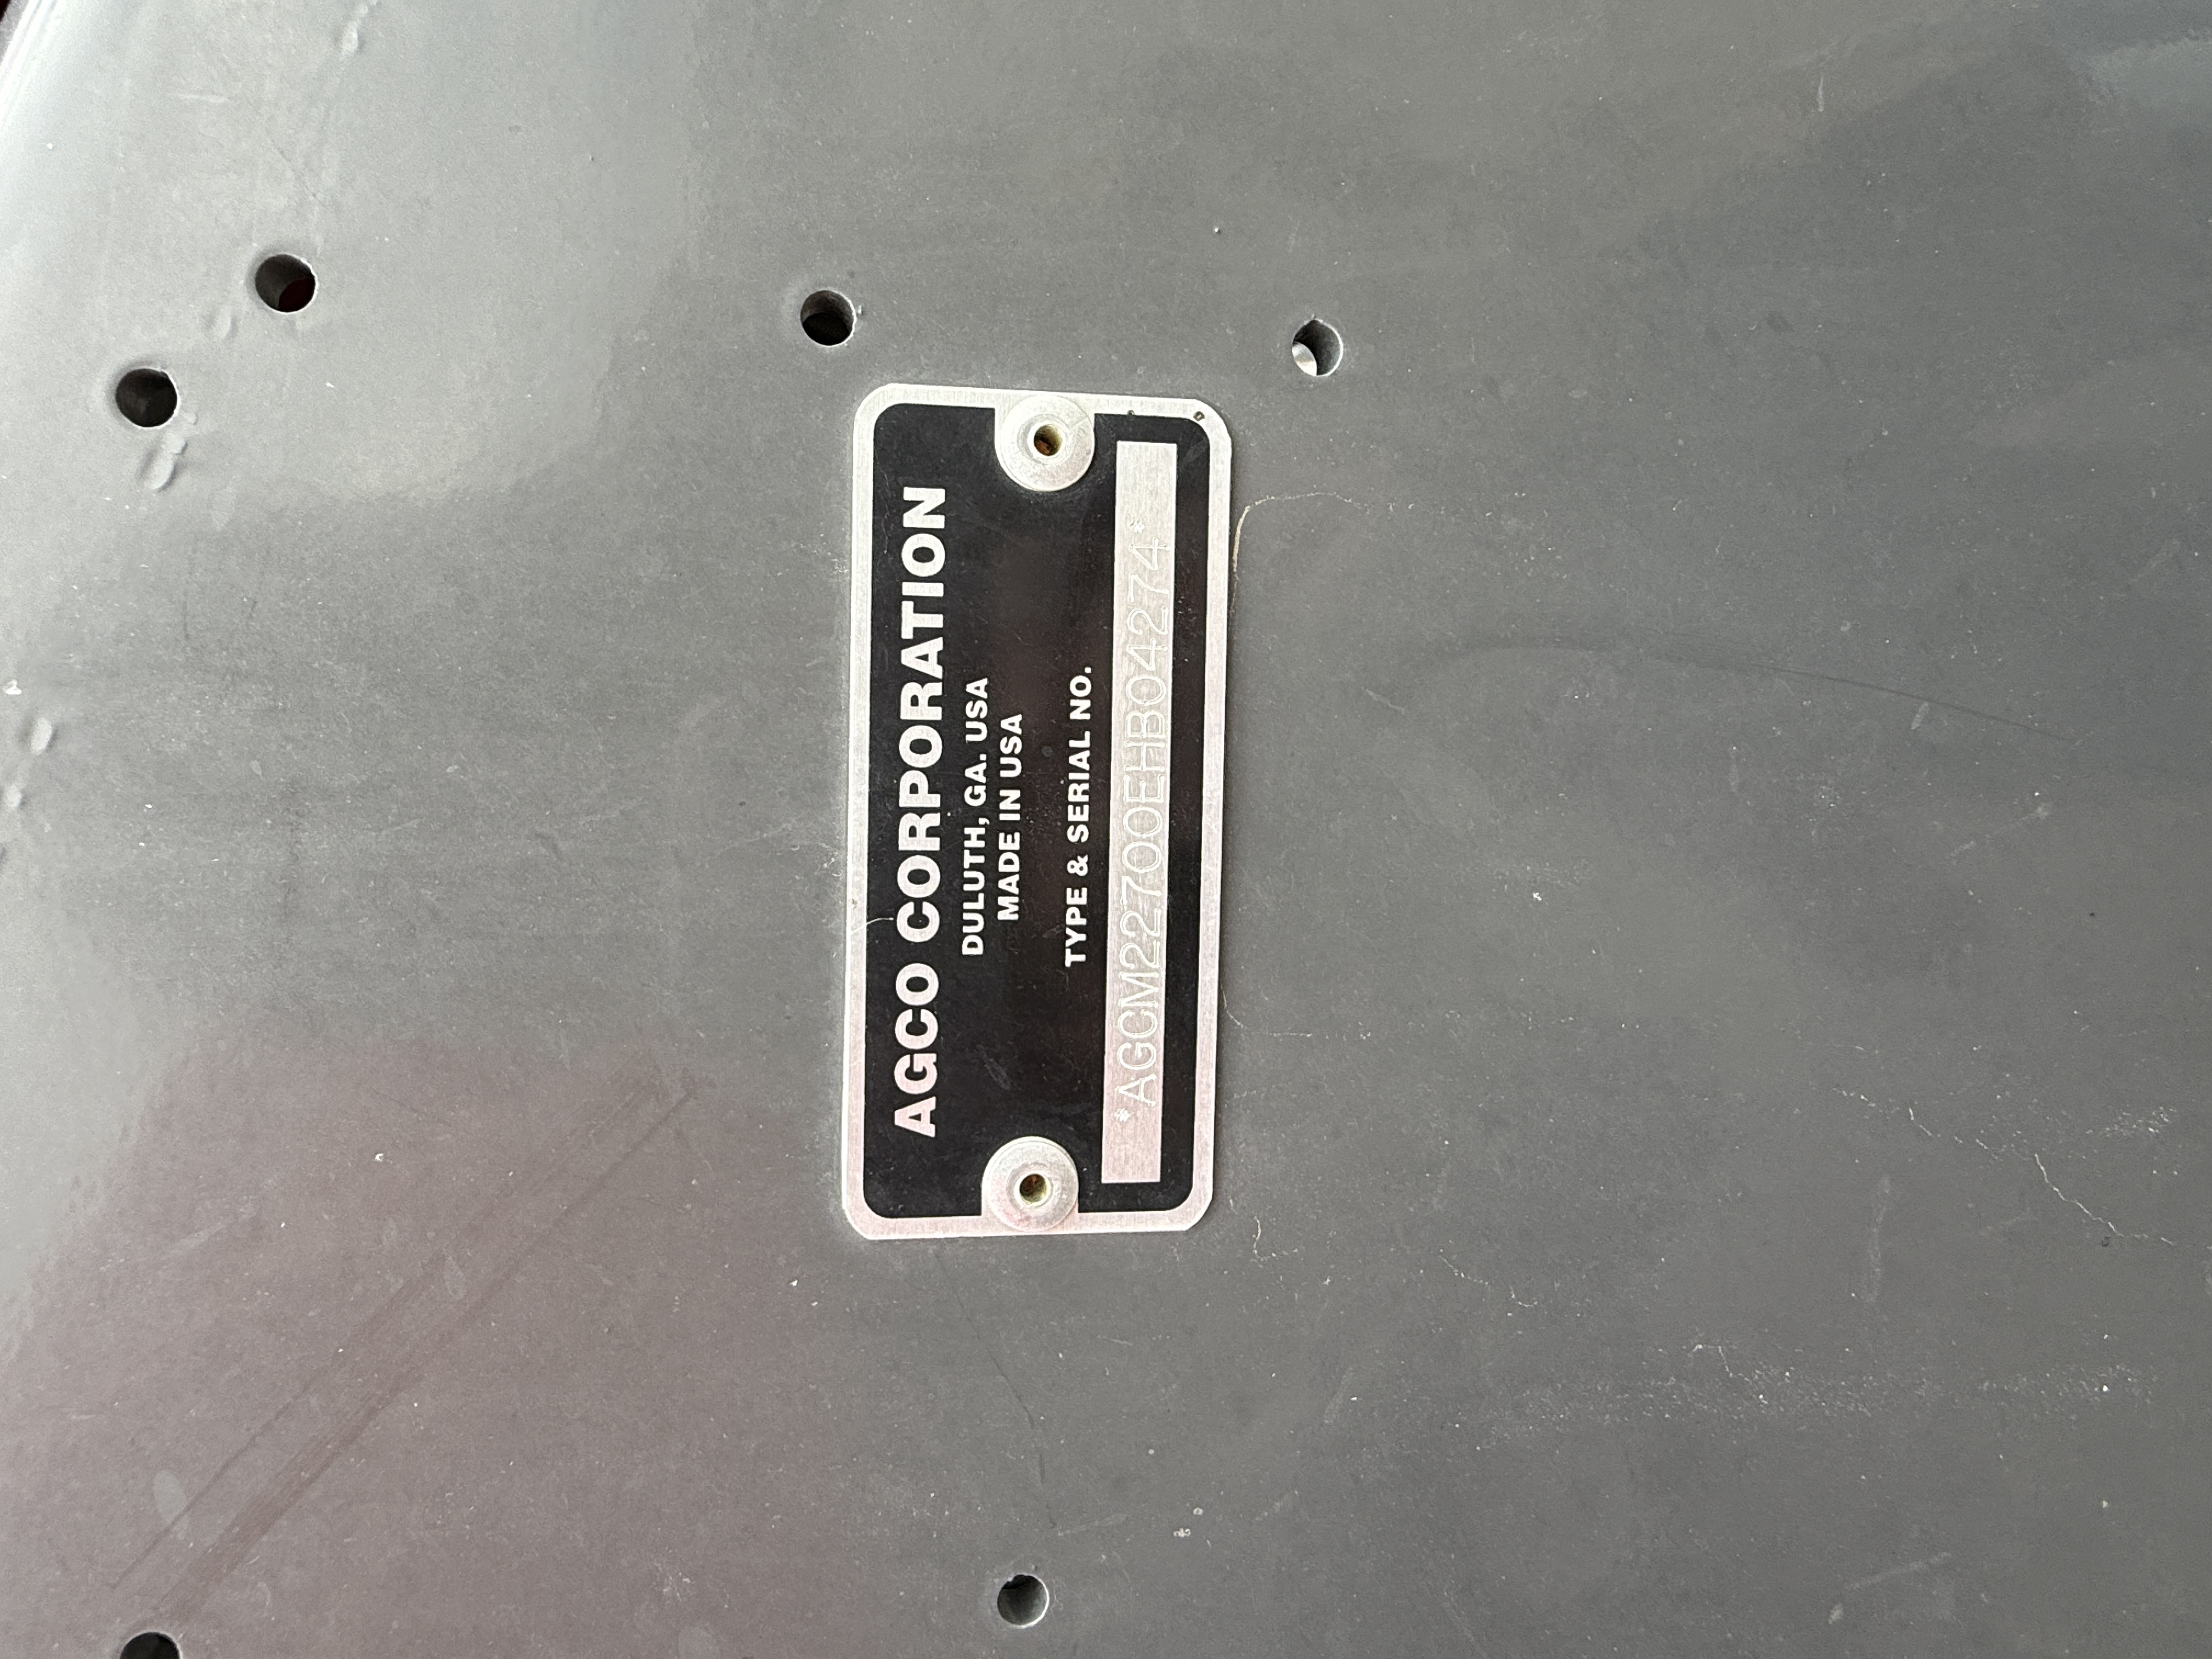 AGCO CORPORATION
DULUTH, GA. USA
MADE IN USA
TYPE & SERIAL NO.
*AGCM22700EHB04274*